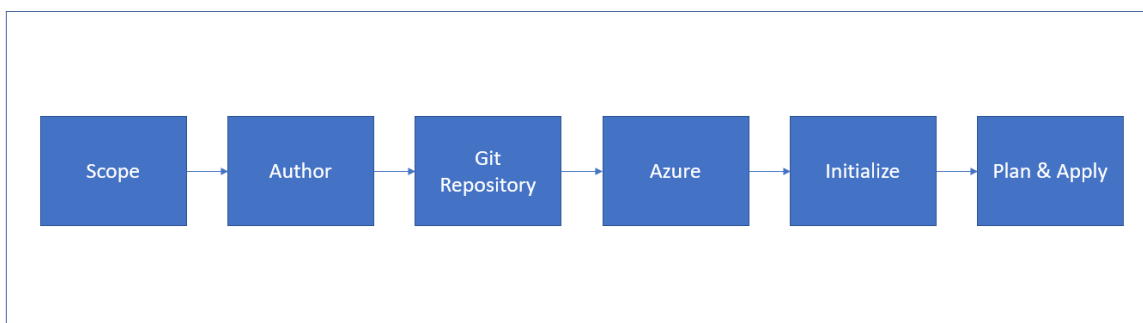 Scope
Author
Git
Repository
Azure
Initialize
Plan & Apply